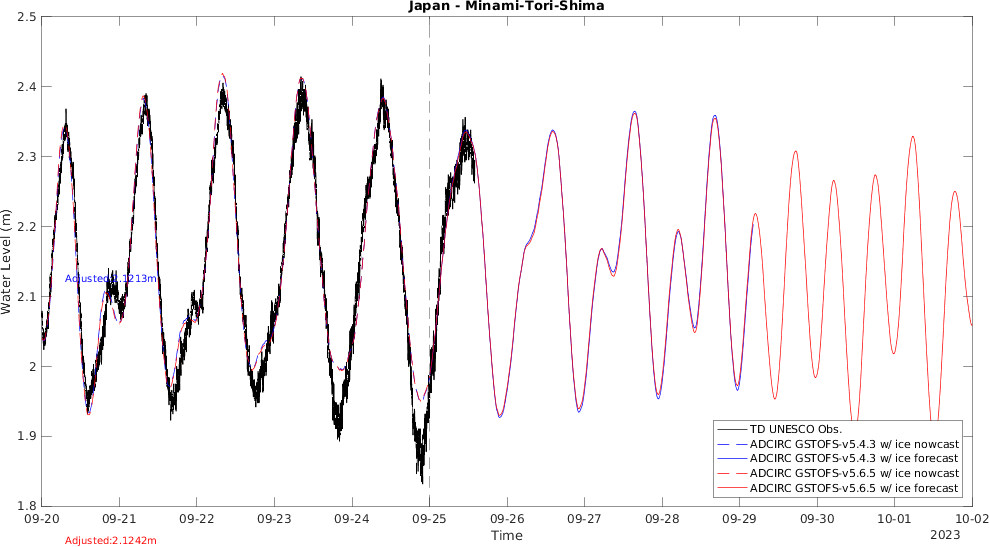 Japan - Minami-Tori-Shima
Water Level (m)
2.5
2.4
2.3
2.2
2.1
2
1.9
1.8
Adjusted:2.1213m
TD UNESCO Obs.
ADCIRC GSTOFS-v5.4.3 w/ ice nowcast
ADCIRC GSTOFS-v5.4.3 w/ ice forecast
ADCIRC GSTOFS-v5.6.5 w/ ice nowcast
ADCIRC GSTOFS-v5.6.5 w/ ice forecast
09-20 09-21 09-22 09-23 09-24 09-25 09-26 09-27 09-28 09-29 09-30 10-01 10-02
Time
2023
Adjusted:2.1242m